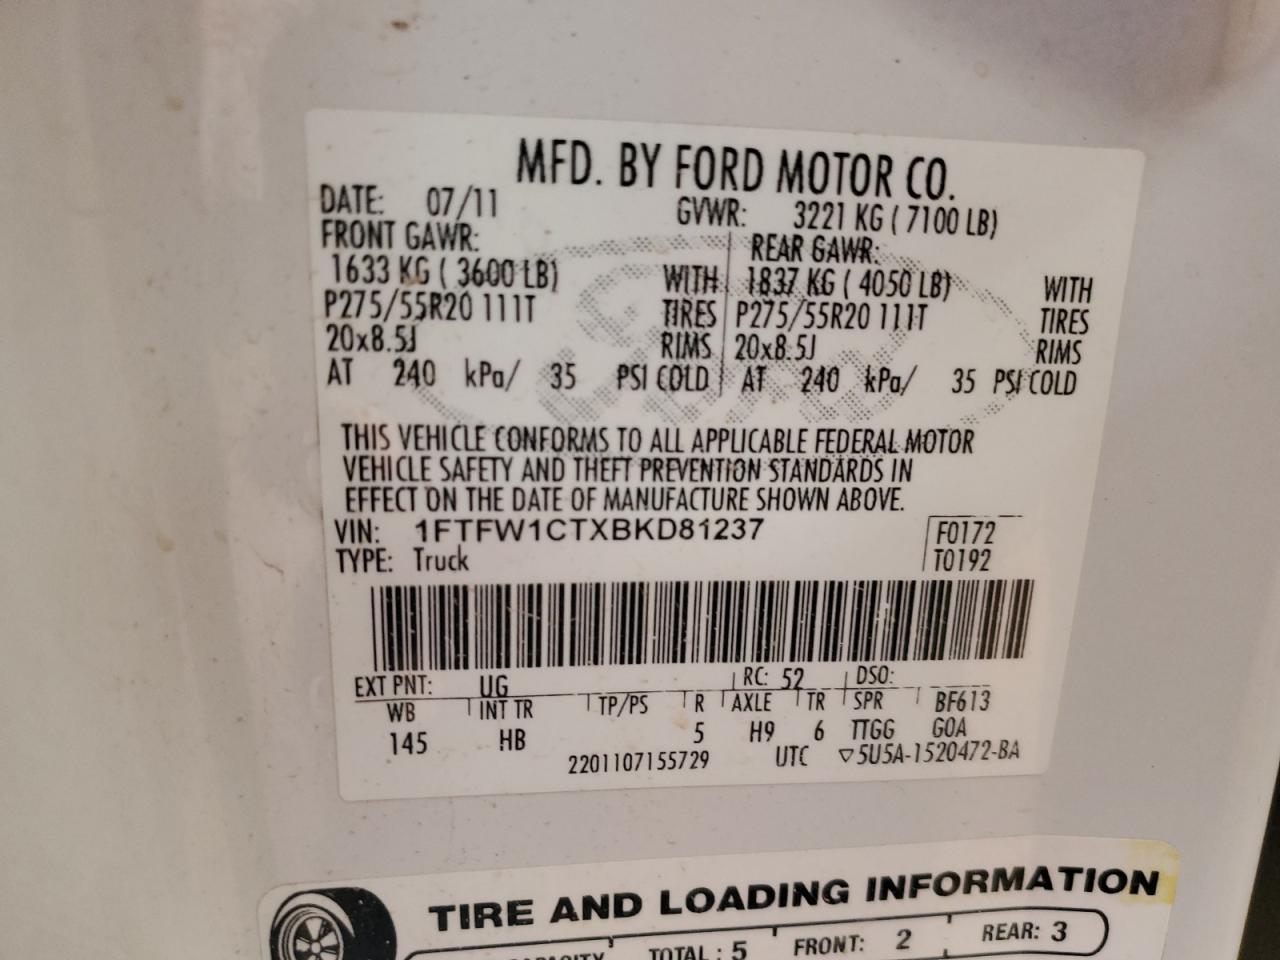 MFD. BY FORD MOTOR CO.
DATE: 07/11 GVWR: 3221 KG ( 7100 LB)
FRONT GAWR: REAR GAWR:
1633 KG ( 3600 LB) WITH 1837 KG ( 4050 LB) WITH
P275/55R20 111T TIRES P275/55R20 111T TIRES
20x8.5J RIMS 20x8.5J RIMS
AT 240 kPa/ 35 PSI COLD AT 240 kPa/ 35 PSI COLD
THIS VEHICLE CONFORMS TO ALL APPLICABLE FEDERAL MOTOR
VEHICLE SAFETY AND THEFT PREVENTION STANDARDS IN
EFFECT ON THE DATE OF MANUFACTURE SHOWN ABOVE.
VIN: 1FTFW1CTXBKD81237 F0172
TYPE: Truck T0192
EXT PNT: UG RC: 52 DSO:
WB INT TR TP/PS R AXLE TR SPR BF613
145 HB 5 H9 6 TTGG GOA
2201107155729 UTC ▽5U5A-1520472-BA
TIRE AND LOADING INFORMATION
CAPACITY TOTAL: 5 FRONT: 2 REAR: 3